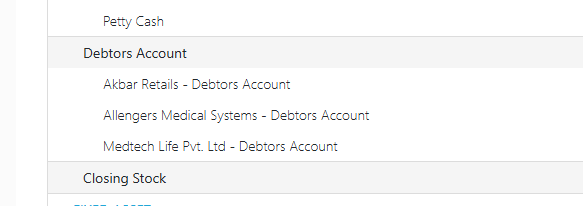 Petty Cash
Debtors Account
Akbar Retails - Debtors Account
Allengers Medical Systems - Debtors Account
Medtech Life Pvt. Ltd - Debtors Account
Closing Stock